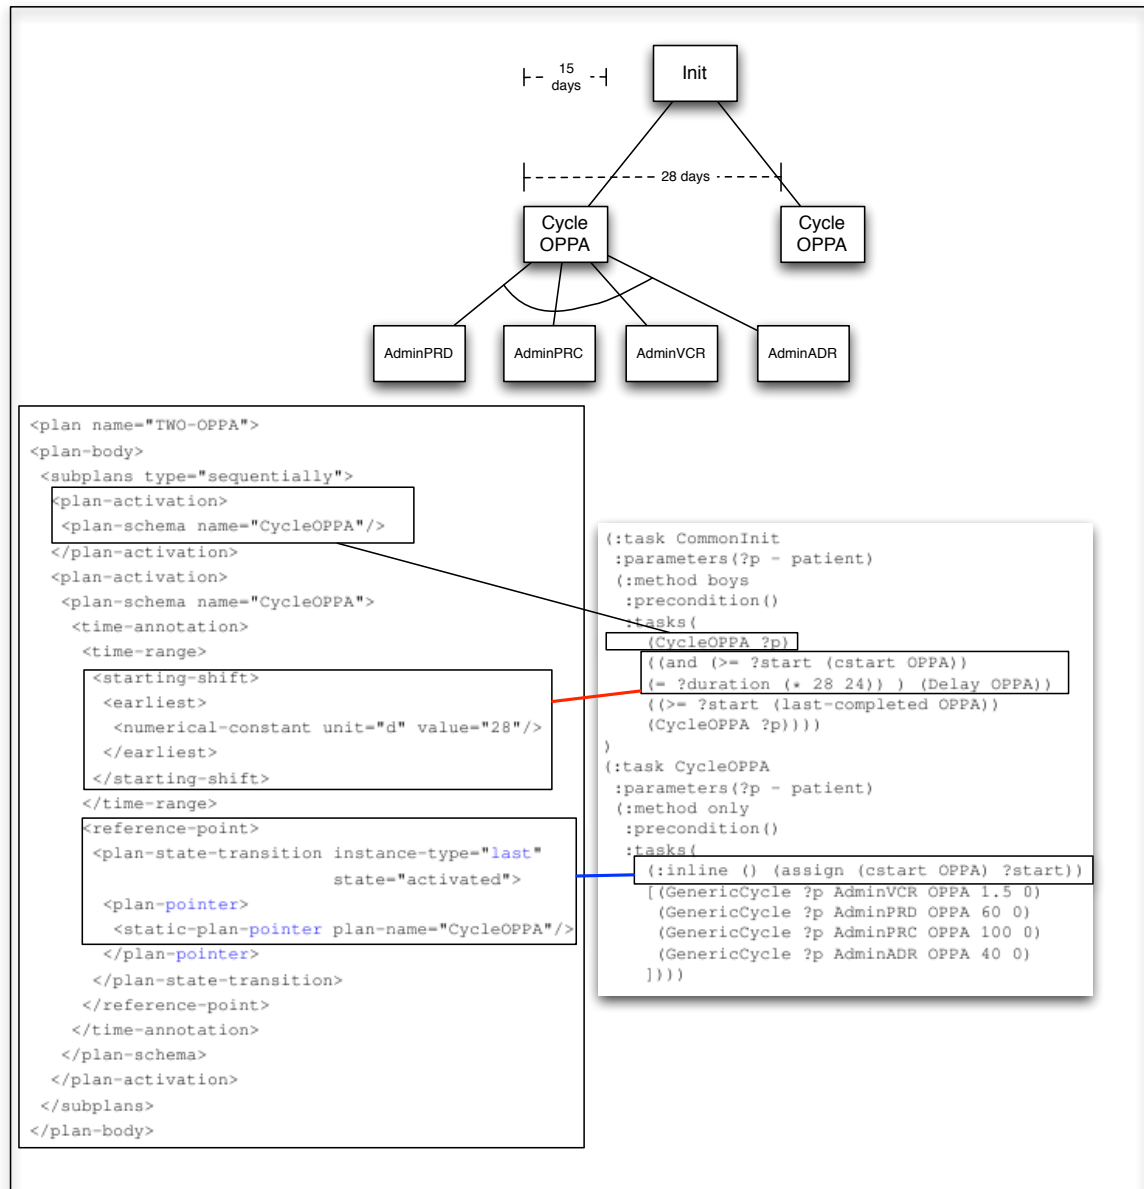 15
days
Init
28 days
Cycle
OPPA
Cycle
OPPA
AdminPRD
AdminPRC
AdminVCR
AdminADR
<plan name="TWO-OPPA">
<plan-body>
<subplans type="sequentially">
<plan-activation>
<plan-schema name="CycleOPPA"/>
</plan-activation>
<plan-activation>
<plan-schema name="CycleOPPA">
<time-annotation>
<time-range>
<starting-shift>
<earliest>
<numerical-constant unit="d" value="28"/>
</earliest>
</starting-shift>
</time-range>
<reference-point>
<plan-state-transition instance-type="last"
state="activated">
<plan-pointer>
<static-plan-pointer plan-name="CycleOPPA"/>
</plan-pointer>
</plan-state-transition>
</reference-point>
</time-annotation>
</plan-schema>
</plan-activation>
</subplans>
</plan-body>
(:task CommonInit
:parameters(?p - patient)
(:method boys
:precondition()
:tasks(
(CycleOPPA ?p)
((and (>= ?start (cstart OPPA))
(= ?duration (* 28 24)) ) (Delay OPPA))
((>= ?start (last-completed OPPA))
(CycleOPPA ?p))))
)
(:task CycleOPPA
:parameters(?p - patient)
(:method only
:precondition()
:tasks(
(:inline () (assign (cstart OPPA) ?start))
[(GenericCycle ?p AdminVCR OPPA 1.5 0)
(GenericCycle ?p AdminPRD OPPA 60 0)
(GenericCycle ?p AdminPRC OPPA 100 0)
(GenericCycle ?p AdminADR OPPA 40 0)
])))